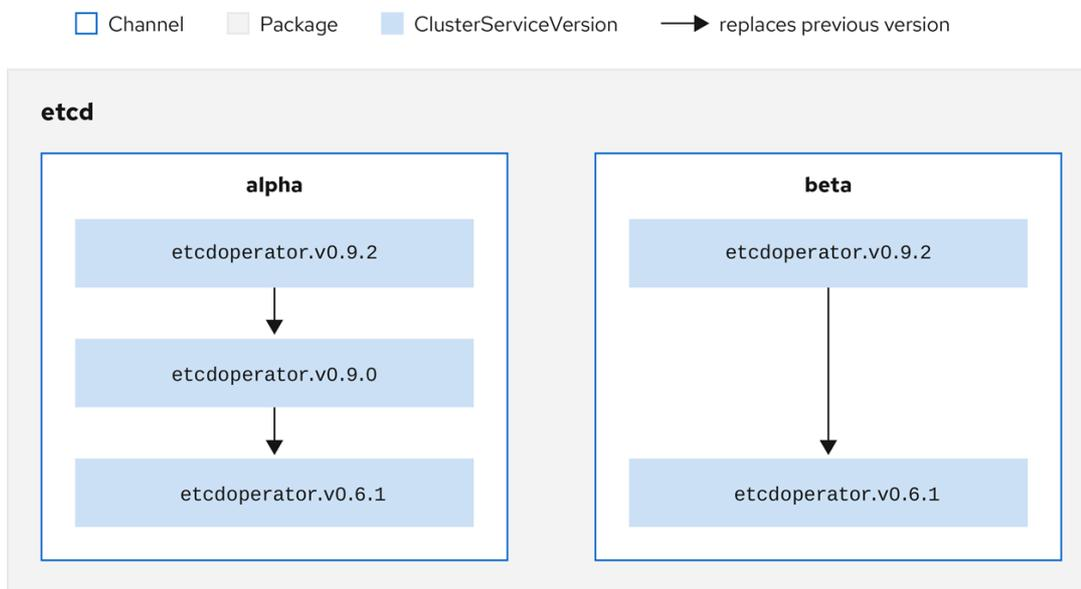 Channel Package ClusterServiceVersion replaces previous version
etcd
alpha
etcdoperator.v0.9.2
etcdoperator.v0.9.0
etcdoperator.v0.6.1
beta
etcdoperator.v0.9.2
etcdoperator.v0.6.1